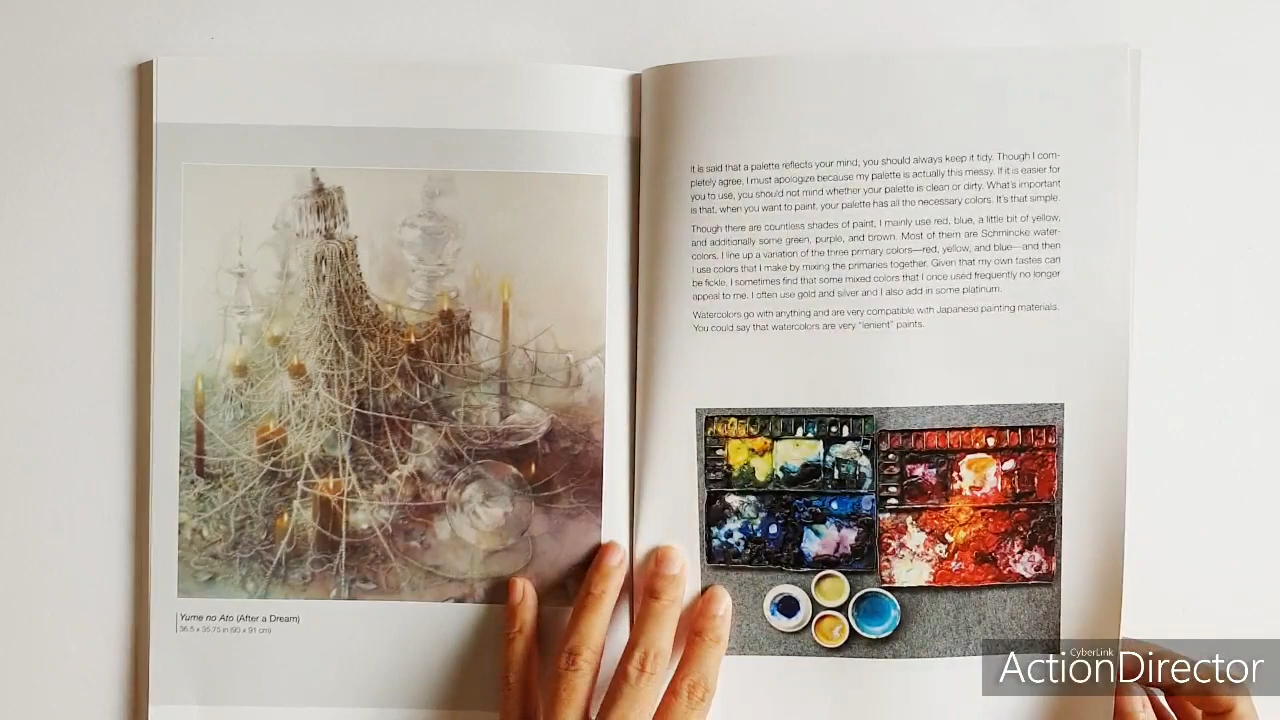 Yume no Ato (After a Dream)
36.5 x 35.75 in (93 x 91 cm)
It is said that a palette reflects your mind; you should always keep it tidy. Though I com-
pletely agree, I must apologize because my palette is actually this messy. If it is easier for
you to use, you should not mind whether your palette is clean or dirty. What's important
is that, when you want to paint, your palette has all the necessary colors. It's that simple.
Though there are countless shades of paint, I mainly use red, blue, a little bit of yellow,
and additionally some green, purple, and brown. Most of them are Schmincke water-
colors. I line up a variation of the three primary colors—red, yellow, and blue—and then
I use colors that I make by mixing the primaries together. Given that my own tastes can
be fickle, I sometimes find that some mixed colors that I once used frequently no longer
appeal to me. I often use gold and silver and I also add in some platinum.
Watercolors go with anything and are very compatible with Japanese painting materials.
You could say that watercolors are very "lenient" paints.
CyberLink
ActionDirector